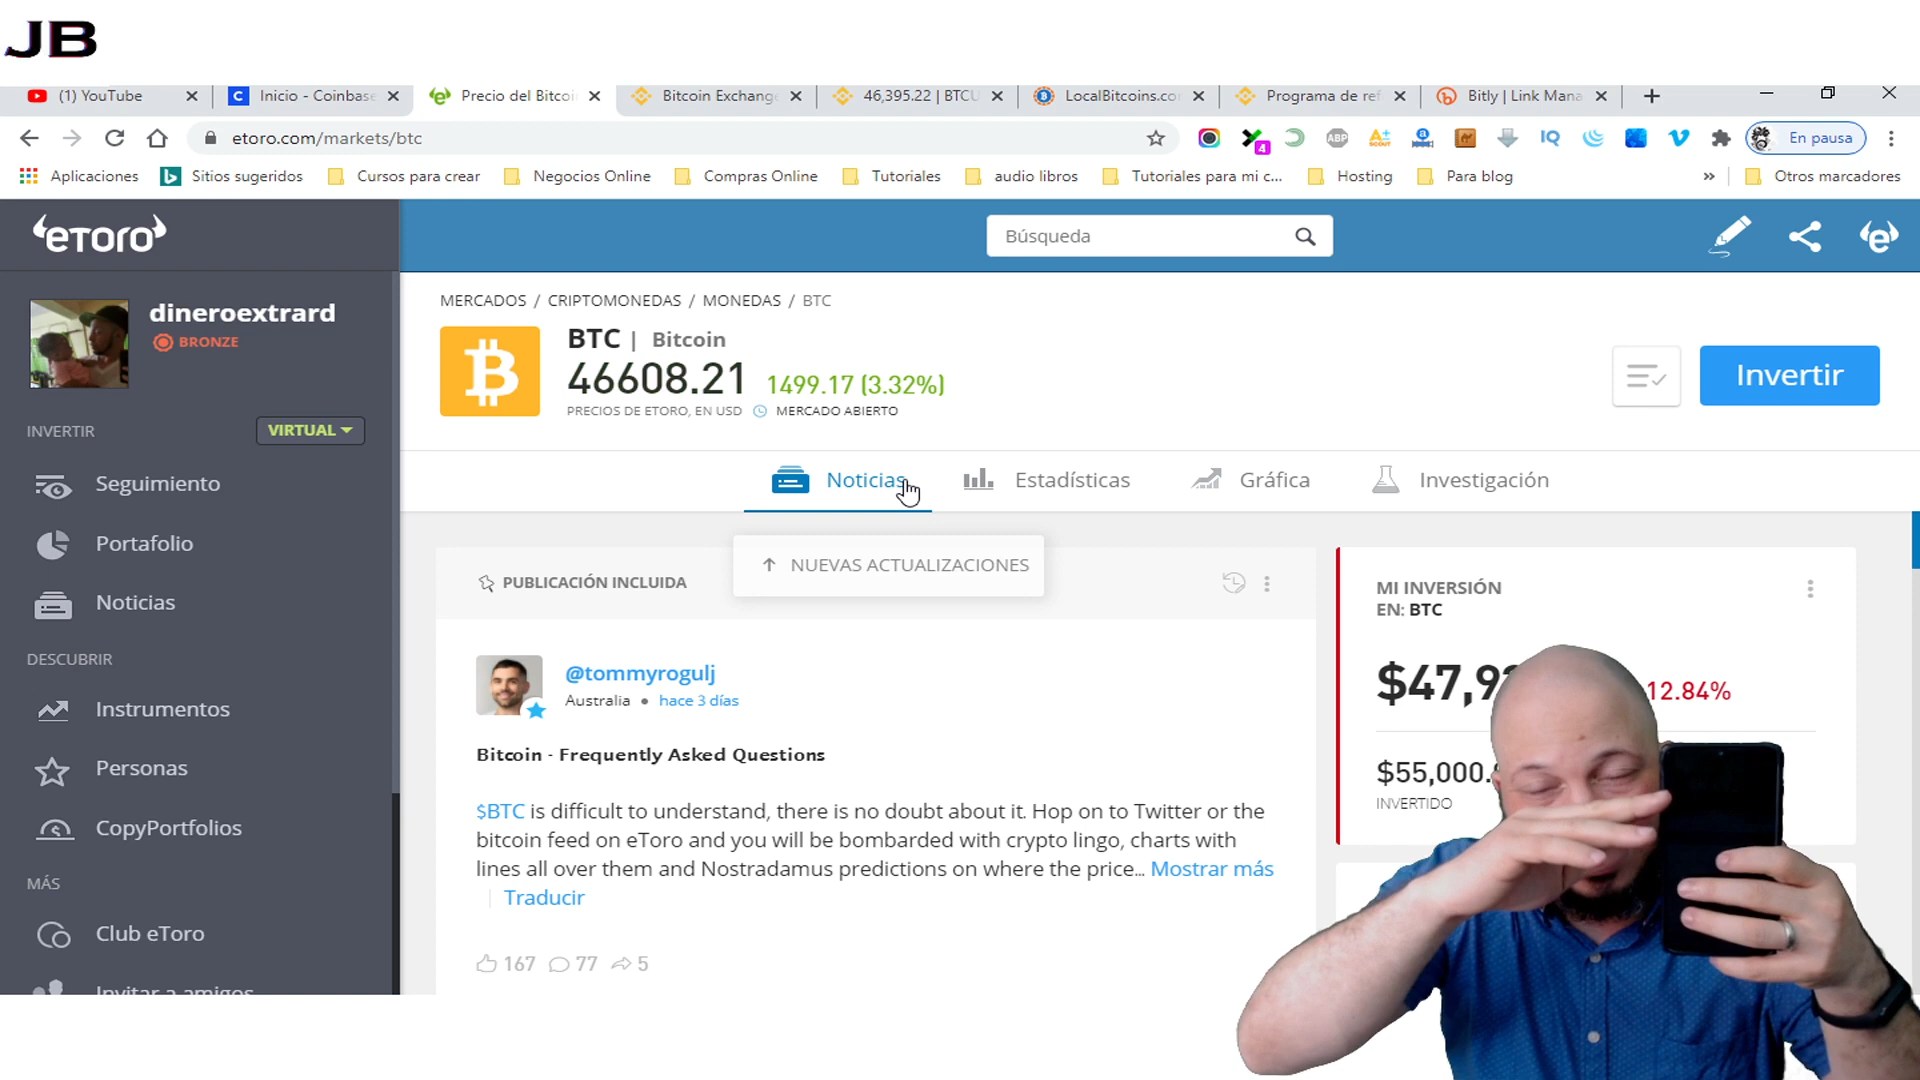 JB
(1) YouTube
Inicio - Coinbase
Precio del Bitcoi
Bitcoin Exchange
46,395.22 | BTCU
LocalBitcoins.co
Programa de ref
Bitly | Link Mana
etoro.com/markets/btc
4
ABP
IQ
En pausa
Aplicaciones
Sitios sugeridos
Cursos para crear
Negocios Online
Compras Online
Tutoriales
audio libros
Tutoriales para mi c...
Hosting
Para blog
»
Otros marcadores
eToro
Búsqueda
dineroextrard
BRONZE
INVERTIR
VIRTUAL
Seguimiento
Portafolio
Noticias
DESCUBRIR
Instrumentos
Personas
CopyPortfolios
MÁS
Club eToro
Invitar a amigos
MERCADOS / CRIPTOMONEDAS / MONEDAS / BTC
BTC | Bitcoin
46608.21 1499.17 (3.32%)
PRECIOS DE ETORO, EN USD MERCADO ABIERTO
Invertir
Noticias
Estadísticas
Gráfica
Investigación
NUEVAS ACTUALIZACIONES
PUBLICACIÓN INCLUIDA
@tommyrogulj
Australia • hace 3 días
Bitcoin - Frequently Asked Questions
$BTC is difficult to understand, there is no doubt about it. Hop on to Twitter or the
bitcoin feed on eToro and you will be bombarded with crypto lingo, charts with
lines all over them and Nostradamus predictions on where the price... Mostrar más
| Traducir
167 77 5
MI INVERSIÓN
EN: BTC
12.84%
$55,000.
INVERTIDO